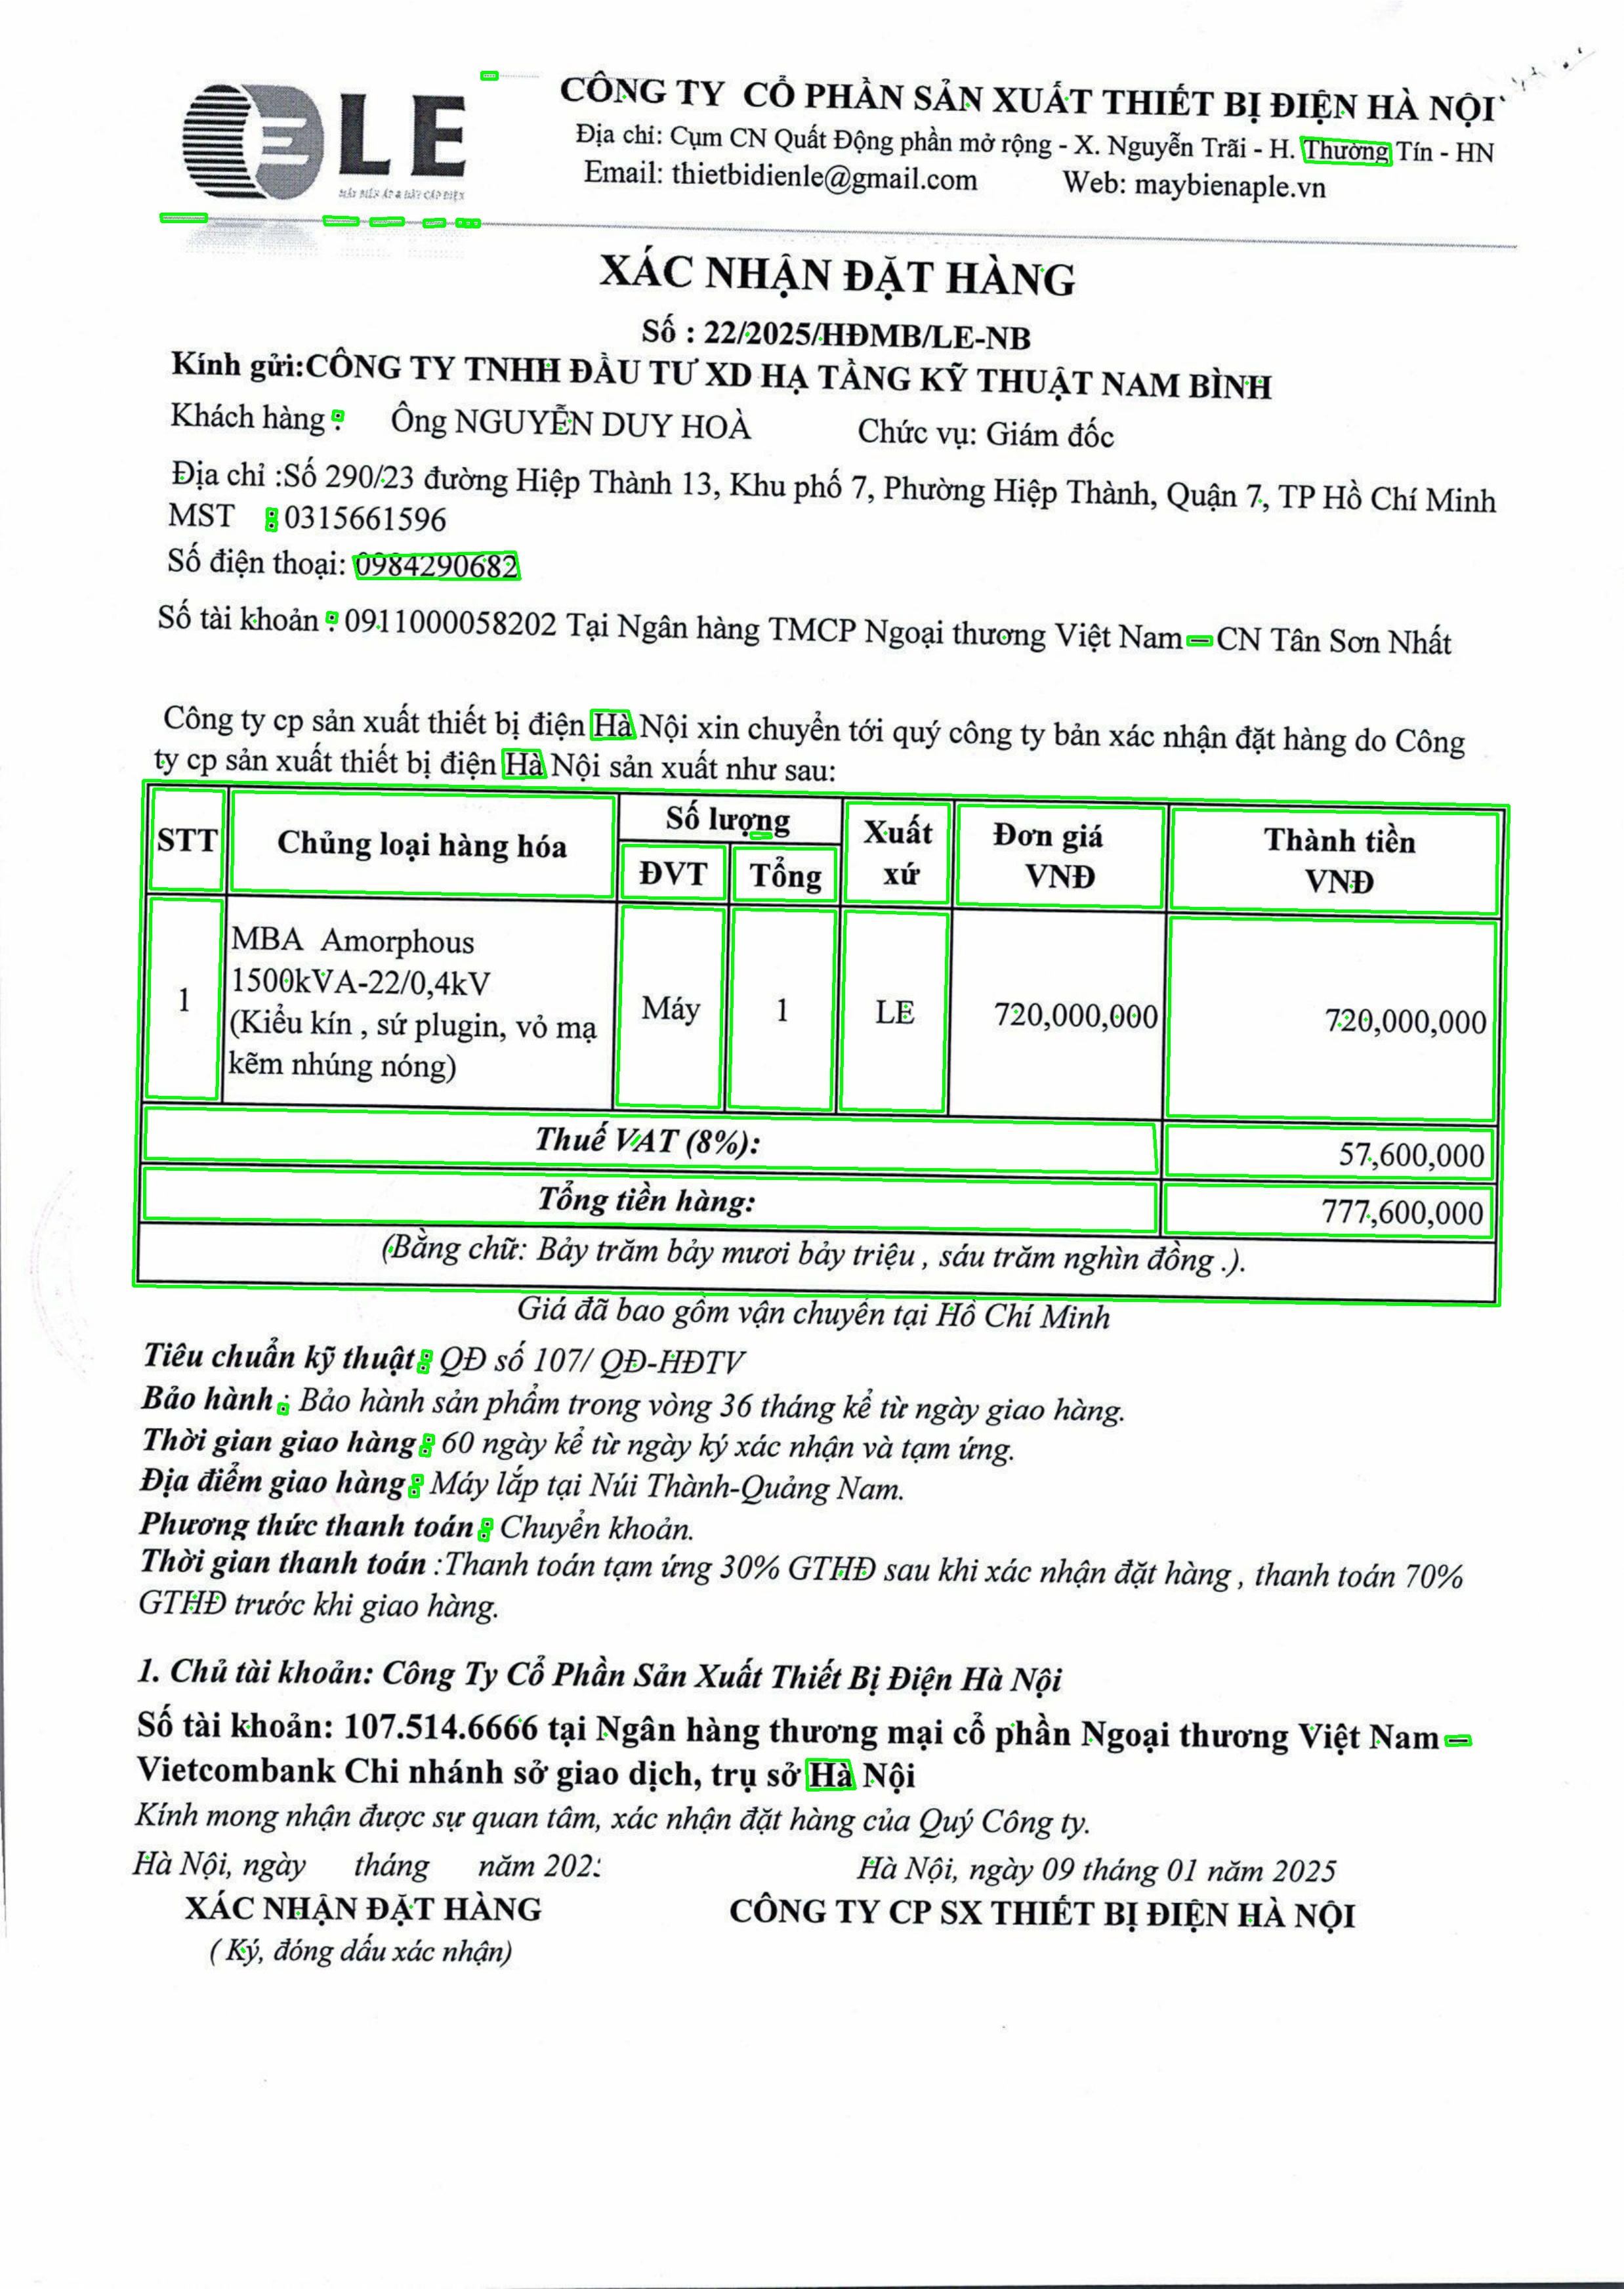 LE
MÁY BIẾN ÁP & DÂY CÁP ĐIỆN
CÔNG TY CỔ PHẦN SẢN XUẤT THIẾT BỊ ĐIỆN HÀ NỘI
Địa chỉ: Cụm CN Quất Động phần mở rộng - X. Nguyễn Trãi - H. Thường Tín - HN
Email: thietbidienle@gmail.com Web: maybienaple.vn
XÁC NHẬN ĐẶT HÀNG
Số : 22/2025/HĐMB/LE-NB
Kính gửi:CÔNG TY TNHH ĐẦU TƯ XD HẠ TẦNG KỸ THUẬT NAM BÌNH
Khách hàng : Ông NGUYỄN DUY HOÀ Chức vụ: Giám đốc
Địa chỉ :Số 290/23 đường Hiệp Thành 13, Khu phố 7, Phường Hiệp Thành, Quận 7, TP Hồ Chí Minh
MST : 0315661596
Số điện thoại: 0984290682
Số tài khoản : 0911000058202 Tại Ngân hàng TMCP Ngoại thương Việt Nam – CN Tân Sơn Nhất
Công ty cp sản xuất thiết bị điện Hà Nội xin chuyển tới quý công ty bản xác nhận đặt hàng do Công
ty cp sản xuất thiết bị điện Hà Nội sản xuất như sau:
STT Chủng loại hàng hóa Số lượng Xuất xứ Đơn giá VNĐ Thành tiền VNĐ
ĐVT Tổng
1 MBA Amorphous
1500kVA-22/0,4kV
(Kiểu kín , sứ plugin, vỏ mạ
kẽm nhúng nóng) Máy 1 LE 720,000,000 720,000,000
Thuế VAT (8%): 57,600,000
Tổng tiền hàng: 777,600,000
(Bằng chữ: Bảy trăm bảy mươi bảy triệu , sáu trăm nghìn đồng .).
Giá đã bao gồm vận chuyển tại Hồ Chí Minh
Tiêu chuẩn kỹ thuật: QĐ số 107/ QĐ-HĐTV
Bảo hành : Bảo hành sản phẩm trong vòng 36 tháng kể từ ngày giao hàng.
Thời gian giao hàng: 60 ngày kể từ ngày ký xác nhận và tạm ứng.
Địa điểm giao hàng: Máy lắp tại Núi Thành-Quảng Nam.
Phương thức thanh toán: Chuyển khoản.
Thời gian thanh toán :Thanh toán tạm ứng 30% GTHĐ sau khi xác nhận đặt hàng , thanh toán 70%
GTHĐ trước khi giao hàng.
1. Chủ tài khoản: Công Ty Cổ Phần Sản Xuất Thiết Bị Điện Hà Nội
Số tài khoản: 107.514.6666 tại Ngân hàng thương mại cổ phần Ngoại thương Việt Nam –
Vietcombank Chi nhánh sở giao dịch, trụ sở Hà Nội
Kính mong nhận được sự quan tâm, xác nhận đặt hàng của Quý Công ty.
Hà Nội, ngày tháng năm 202 Hà Nội, ngày 09 tháng 01 năm 2025
XÁC NHẬN ĐẶT HÀNG CÔNG TY CP SX THIẾT BỊ ĐIỆN HÀ NỘI
( Ký, đóng dấu xác nhận)